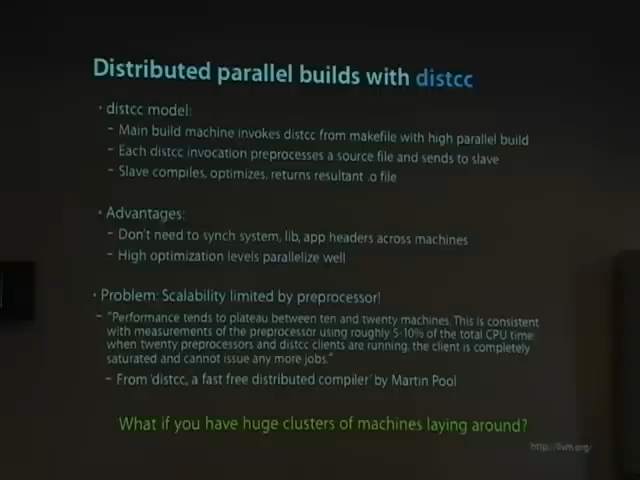 Distributed parallel builds with distcc
• distcc model:
– Main build machine invokes distcc from makefile with high parallel build
– Each distcc invocation preprocesses a source file and sends to slave
– Slave compiles, optimizes, returns resultant .o file
• Advantages:
– Don't need to synch system, lib, app headers across machines
– High optimization levels parallelize well
• Problem: Scalability limited by preprocessor!
– "Performance tends to plateau between ten and twenty machines. This is consistent
with measurements of the preprocessor using roughly 5-10% of the total CPU time:
when twenty preprocessors and distcc clients are running, the client is completely
saturated and cannot issue any more jobs."
– From 'distcc, a fast free distributed compiler' by Martin Pool
What if you have huge clusters of machines laying around?
http://llvm.org/